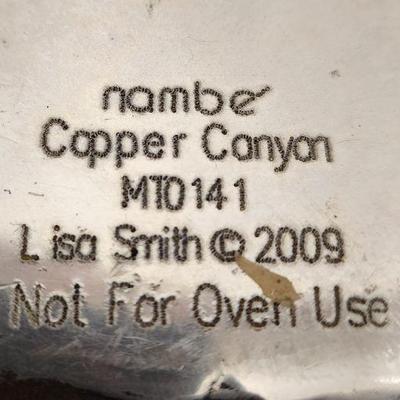 nambé
Copper Canyon
MT0141
Lisa Smith © 2009
Not For Oven Use